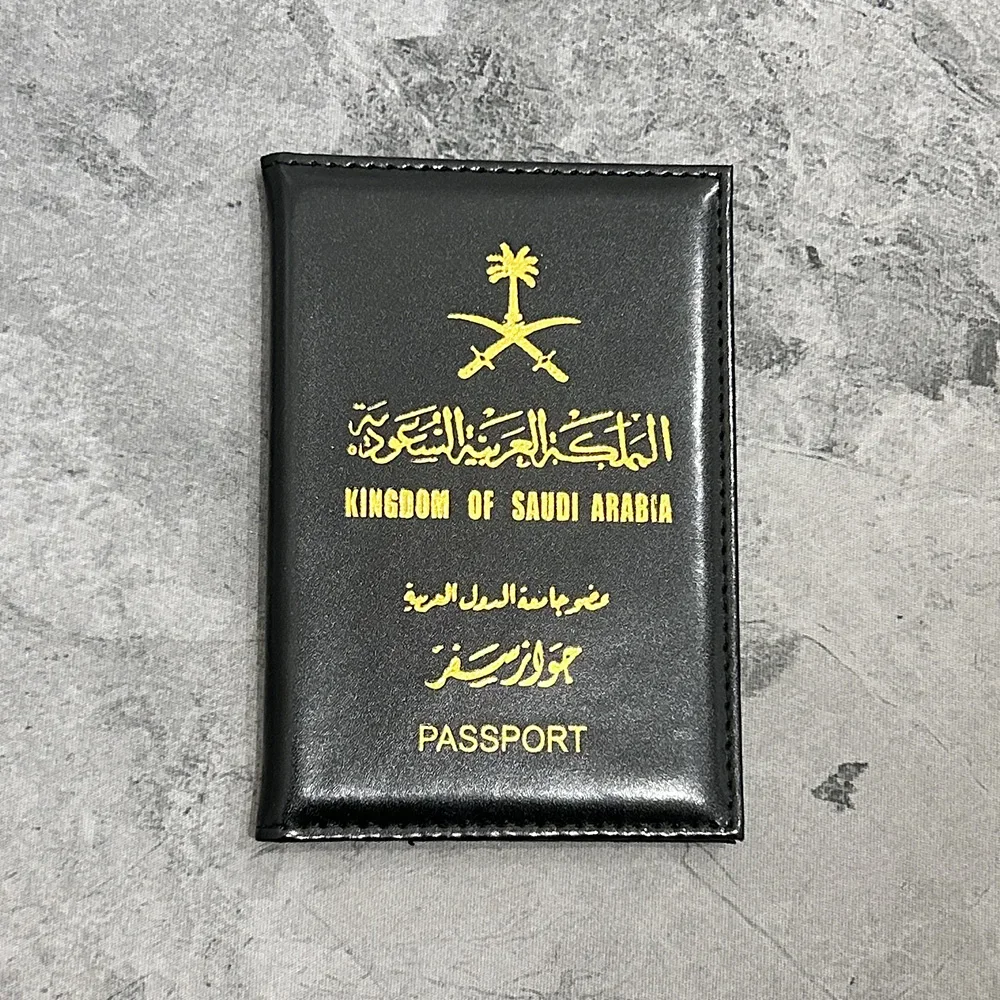 المملكة العربية السعودية
KINGDOM OF SAUDI ARABIA
عضو جامعة الدول العربية
جواز سفر
PASSPORT